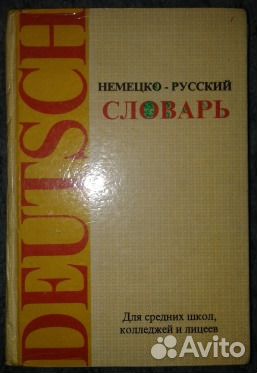 DEUTSCH
НЕМЕЦКО - РУССКИЙ
СЛОВАРЬ
Для средних школ,
колледжей и лицеев
Avito